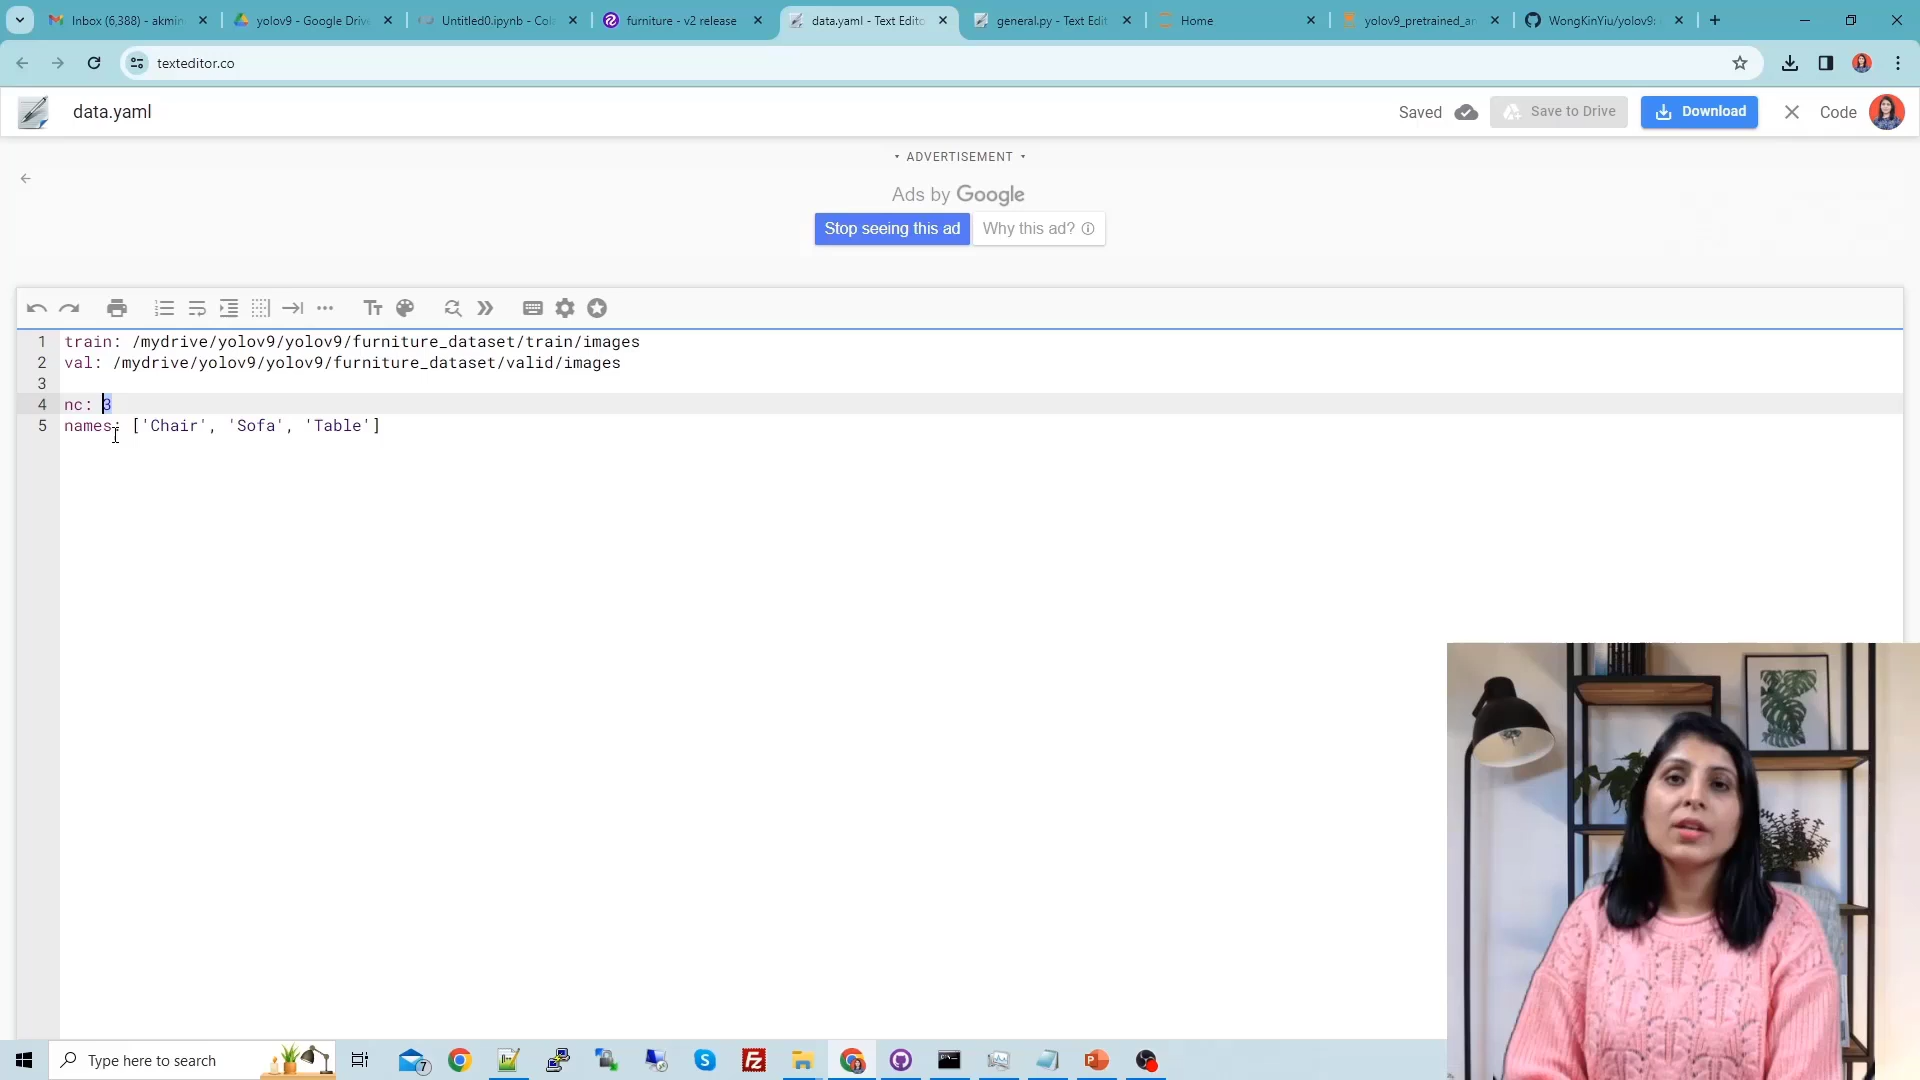 Inbox (6,388) - akmin
yolov9 - Google Drive
Untitled0.ipynb - Cola
furniture - v2 release
data.yaml - Text Edito
general.py - Text Edit
Home
yolov9_pretrained_an
WongKinYiu/yolov9:
texteditor.co
data.yaml
Saved
Save to Drive
Download
Code
ADVERTISEMENT
Ads by Google
Stop seeing this ad
Why this ad?
1 train: /mydrive/yolov9/yolov9/furniture_dataset/train/images
2 val: /mydrive/yolov9/yolov9/furniture_dataset/valid/images
3
4 nc: 3
5 names: ['Chair', 'Sofa', 'Table']
Type here to search
7